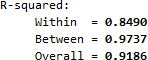 R-squared:
Within  = 0.8490
Between = 0.9737
Overall = 0.9186